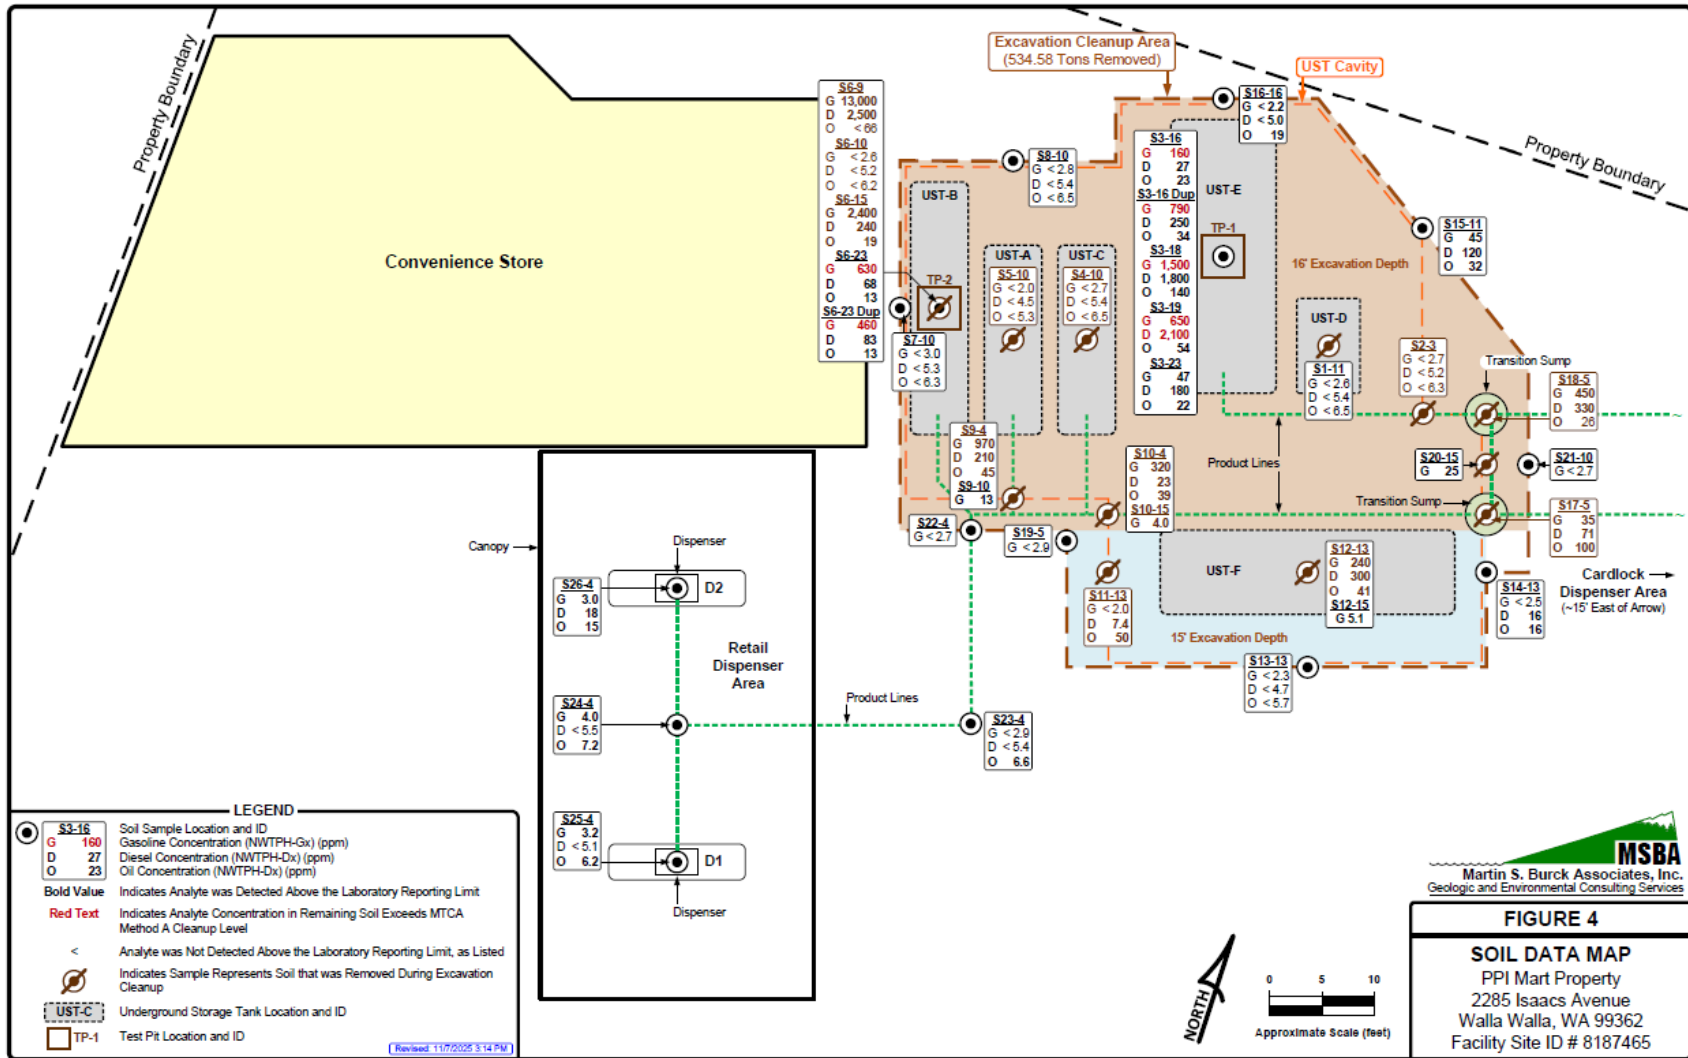 Property Boundary
Convenience Store
Excavation Cleanup Area
(534.58 Tons Removed)
UST Cavity
Property Boundary
S6-9
G 13,000
D 2,500
O <66
S6-10
G <2.6
D <5.2
O <6.2
S6-15
G 2,400
D 240
O 19
S6-23
G 630
D 68
O 13
S6-23 Dup
G 460
D 83
O 13
S16-16
G <2.2
D <5.0
O 19
S8-10
G <2.8
D <5.4
O <6.5
S3-16
G 160
D 27
O 23
S3-16 Dup
G 790
D 250
O 34
S3-18
G 1,500
D 1,800
O 140
S3-19
G 650
D 2,100
O 54
S3-23
G 47
D 180
O 22
UST-E
TP-1
UST-B
TP-2
S7-10
G <3.0
D <5.3
O <6.3
UST-A
S5-10
G <2.0
D <4.5
O <5.3
UST-C
S4-10
G <2.7
D <5.4
O <6.5
S15-11
G 45
D 120
O 32
16' Excavation Depth
UST-D
S1-11
G <2.6
D <5.4
O <6.5
S2-3
G <2.7
D <5.2
O <6.3
Transition Sump
S18-5
G 450
D 330
O 26
S9-4
G 970
D 210
O 45
S9-10
G 13
S10-4
G 320
D 23
O 39
S10-15
G 4.0
Product Lines
S20-15
G 25
S21-10
G <2.7
Transition Sump
S17-5
G 35
D 71
O 100
S22-4
G <2.7
S19-5
G <2.9
UST-F
S12-13
G 240
D 300
O 41
S12-15
G 5.1
S11-13
G <2.0
D 7.4
O 50
15' Excavation Depth
S14-13
G <2.5
D 16
O 16
Cardlock
Dispenser Area
(~15' East of Arrow)
S13-13
G <2.3
D <4.7
O <5.7
Canopy
Dispenser
S26-4
G 3.0
D 18
O 15
D2
Retail
Dispenser
Area
S24-4
G 4.0
D <5.5
O 7.2
Product Lines
S23-4
G <2.9
D <5.4
O 6.6
S25-4
G 3.2
D <5.1
O 6.2
D1
Dispenser
LEGEND
S3-16
G 160
D 27
O 23
Soil Sample Location and ID
Gasoline Concentration (NWTPH-Gx) (ppm)
Diesel Concentration (NWTPH-Dx) (ppm)
Oil Concentration (NWTPH-Dx) (ppm)
Bold Value Indicates Analyte was Detected Above the Laboratory Reporting Limit
Red Text Indicates Analyte Concentration in Remaining Soil Exceeds MTCA
Method A Cleanup Level
< Analyte was Not Detected Above the Laboratory Reporting Limit, as Listed
Indicates Sample Represents Soil that was Removed During Excavation
Cleanup
UST-C Underground Storage Tank Location and ID
TP-1 Test Pit Location and ID
Revised: 11/7/2025 3:14 PM
NORTH
0 5 10
Approximate Scale (feet)
MSBA
Martin S. Burck Associates, Inc.
Geologic and Environmental Consulting Services
FIGURE 4
SOIL DATA MAP
PPI Mart Property
2285 Isaacs Avenue
Walla Walla, WA 99362
Facility Site ID # 8187465